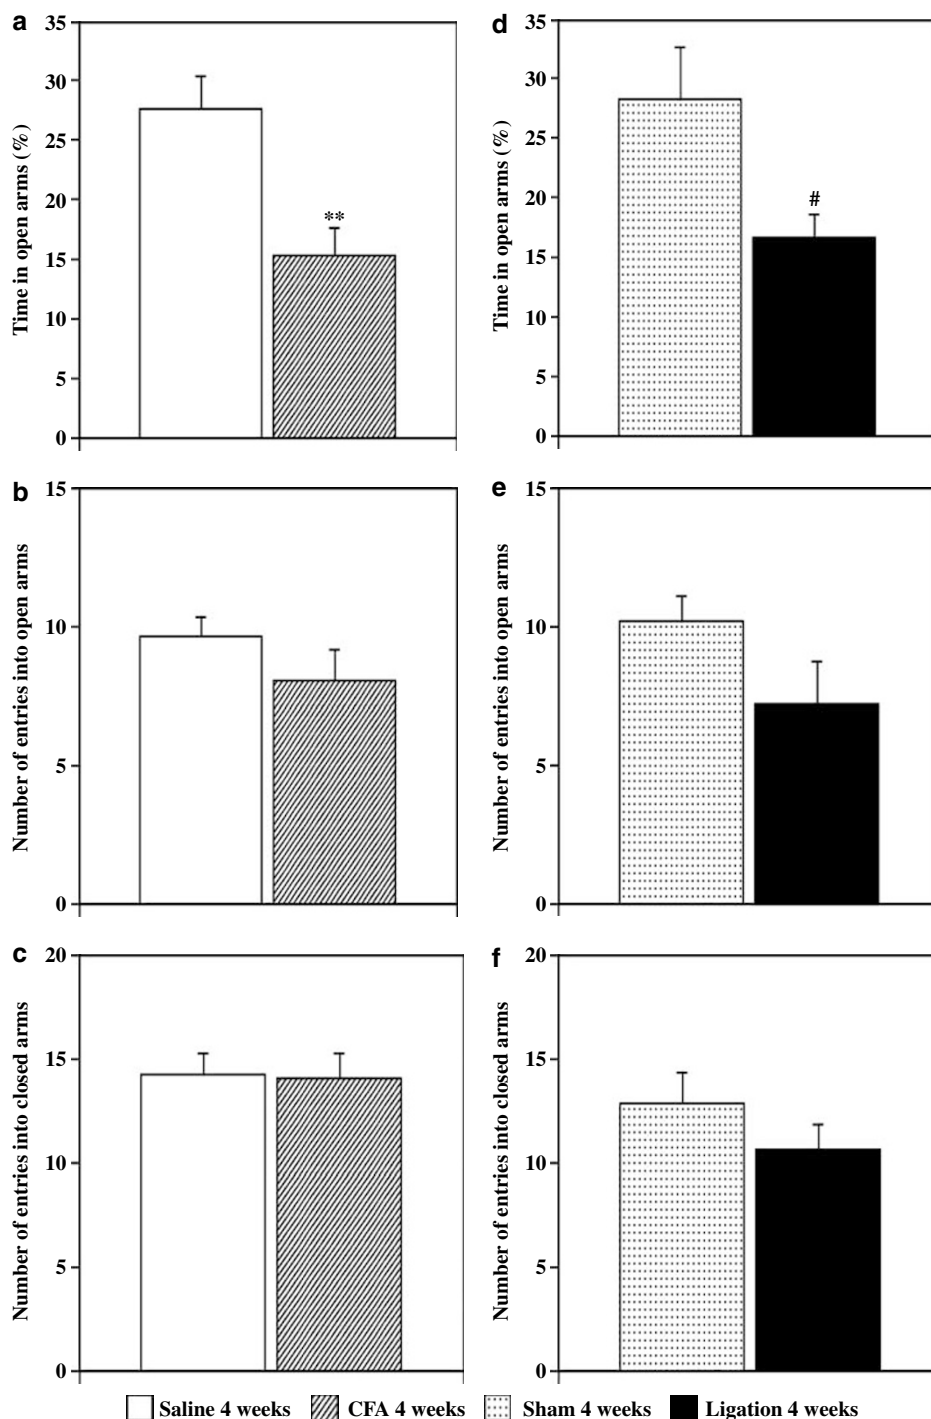 a
35
30
25
20
15
10
5
0
Time in open arms (%)
**
d
35
30
25
20
15
10
5
0
Time in open arms (%)
#
b
15
10
5
0
Number of entries into open arms
e
15
10
5
0
Number of entries into open arms
c
20
15
10
5
0
Number of entries into closed arms
f
20
15
10
5
0
Number of entries into closed arms
Saline 4 weeks CFA 4 weeks Sham 4 weeks Ligation 4 weeks